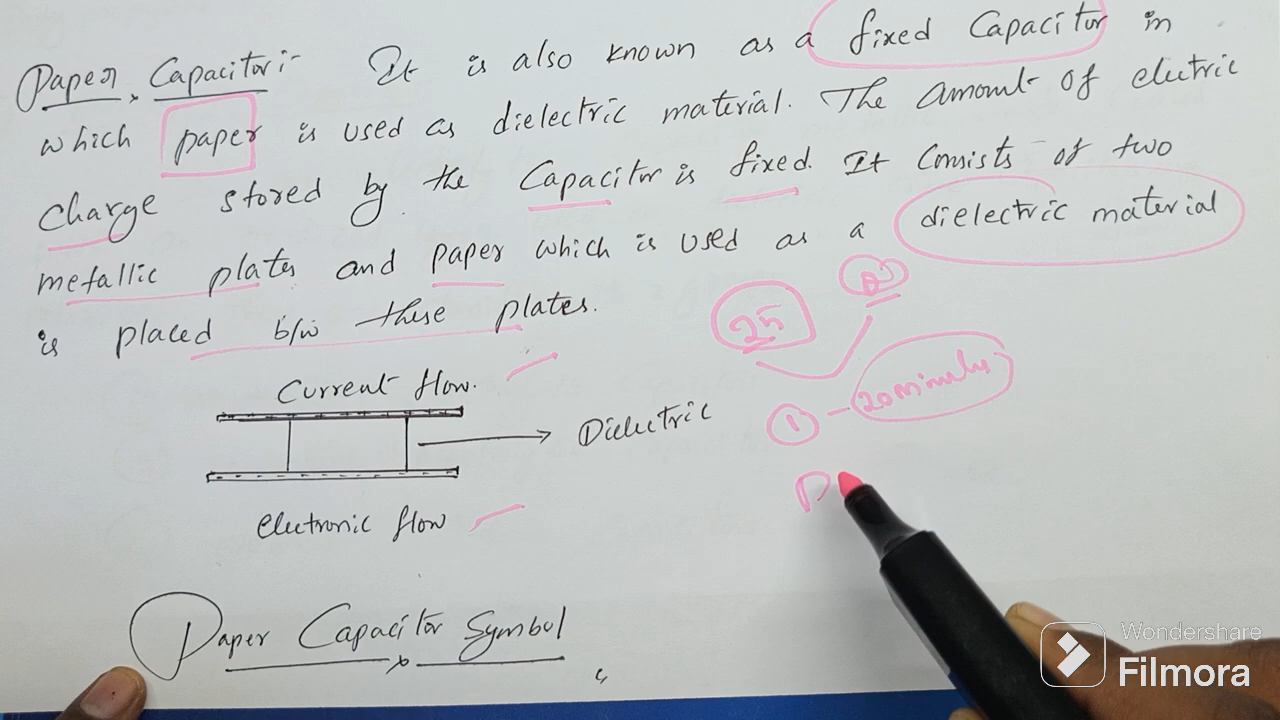 Paper Capacitor:- It is also known as a fixed Capacitor in
which paper is used as dielectric material. The amount of electric
charge stored by the Capacitor is fixed. It Consists of two
metallic plates and paper which is used as a dielectric material
is placed b/w these plates.
25
Current flow.
① - 20 minutes
Dielectric
electronic flow
Paper Capacitor Symbol
Wondershare
Filmora